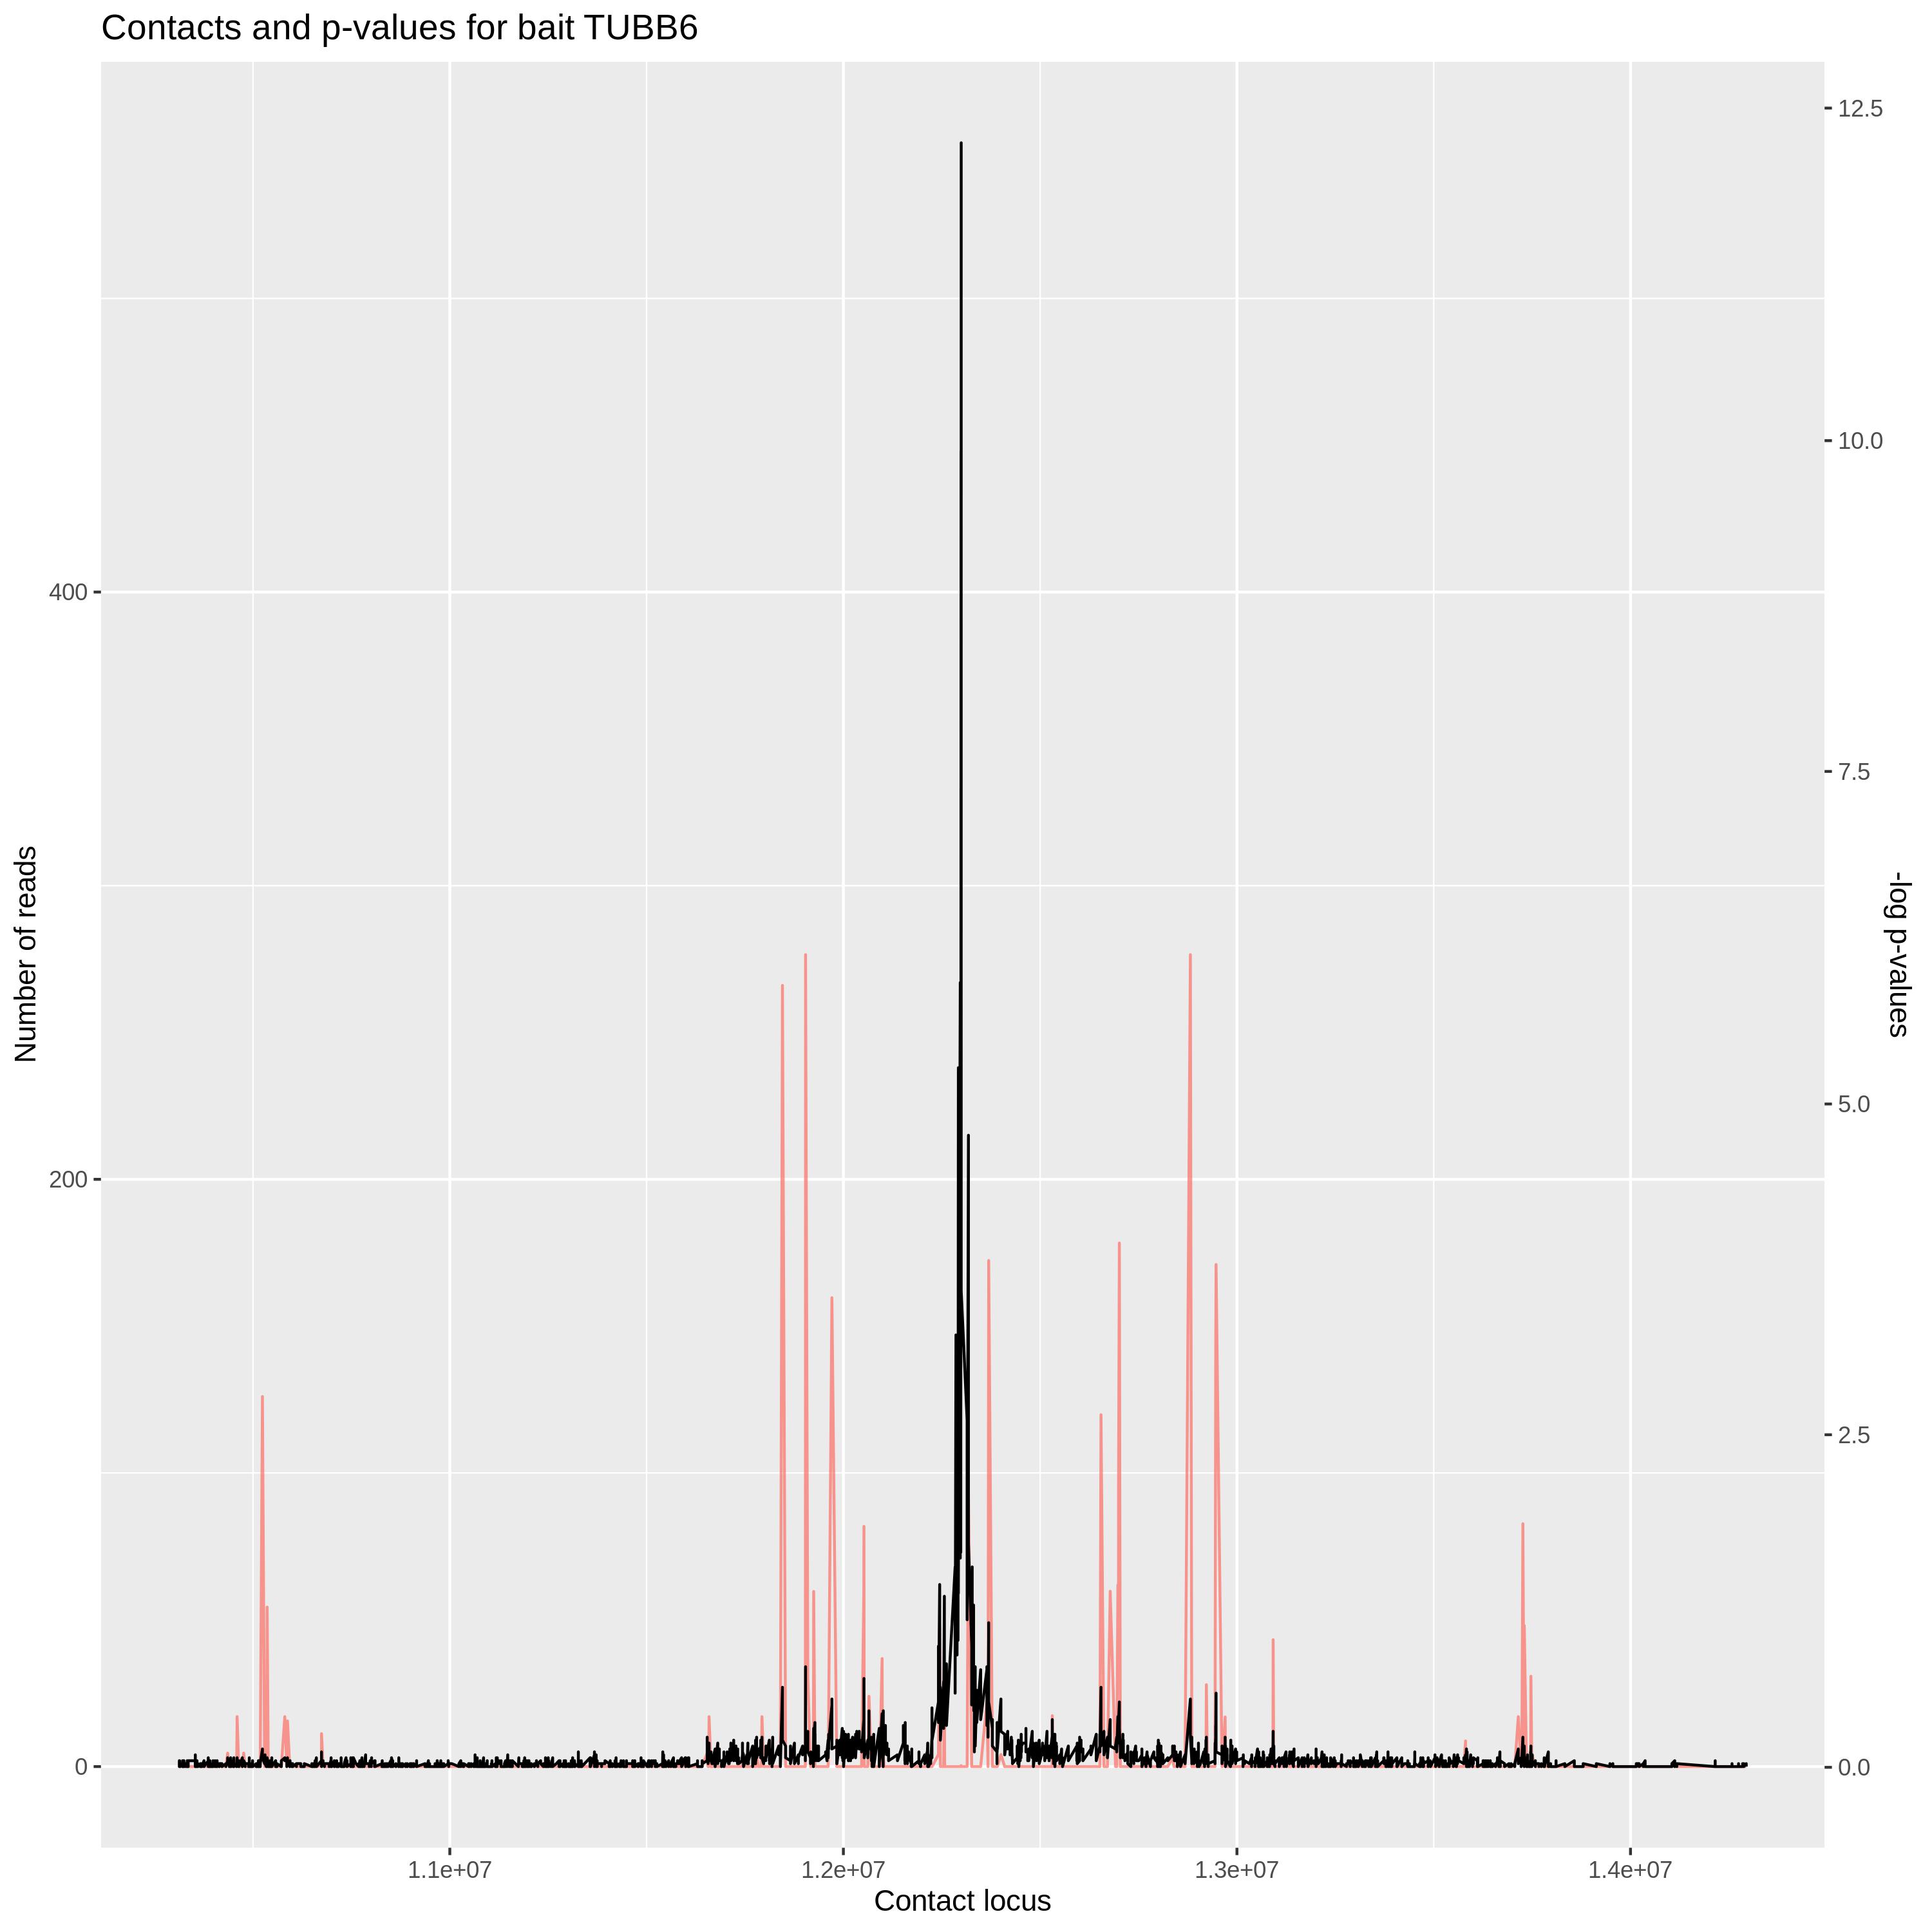 Contacts and p-values for bait TUBB6
Number of reads
400
200
0
12.5
10.0
7.5
5.0
2.5
0.0
-log p-values
1.1e+07
1.2e+07
1.3e+07
1.4e+07
Contact locus